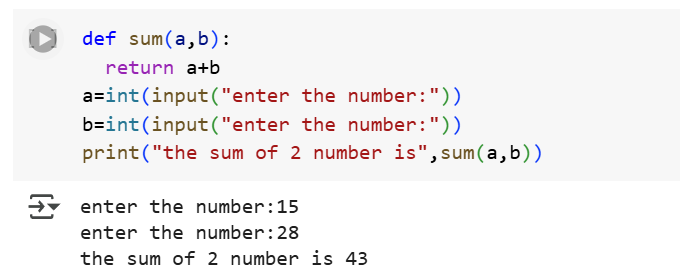 def sum(a,b):
  return a+b
a=int(input("enter the number:"))
b=int(input("enter the number:"))
print("the sum of 2 number is",sum(a,b))
enter the number:15
enter the number:28
the sum of 2 number is 43